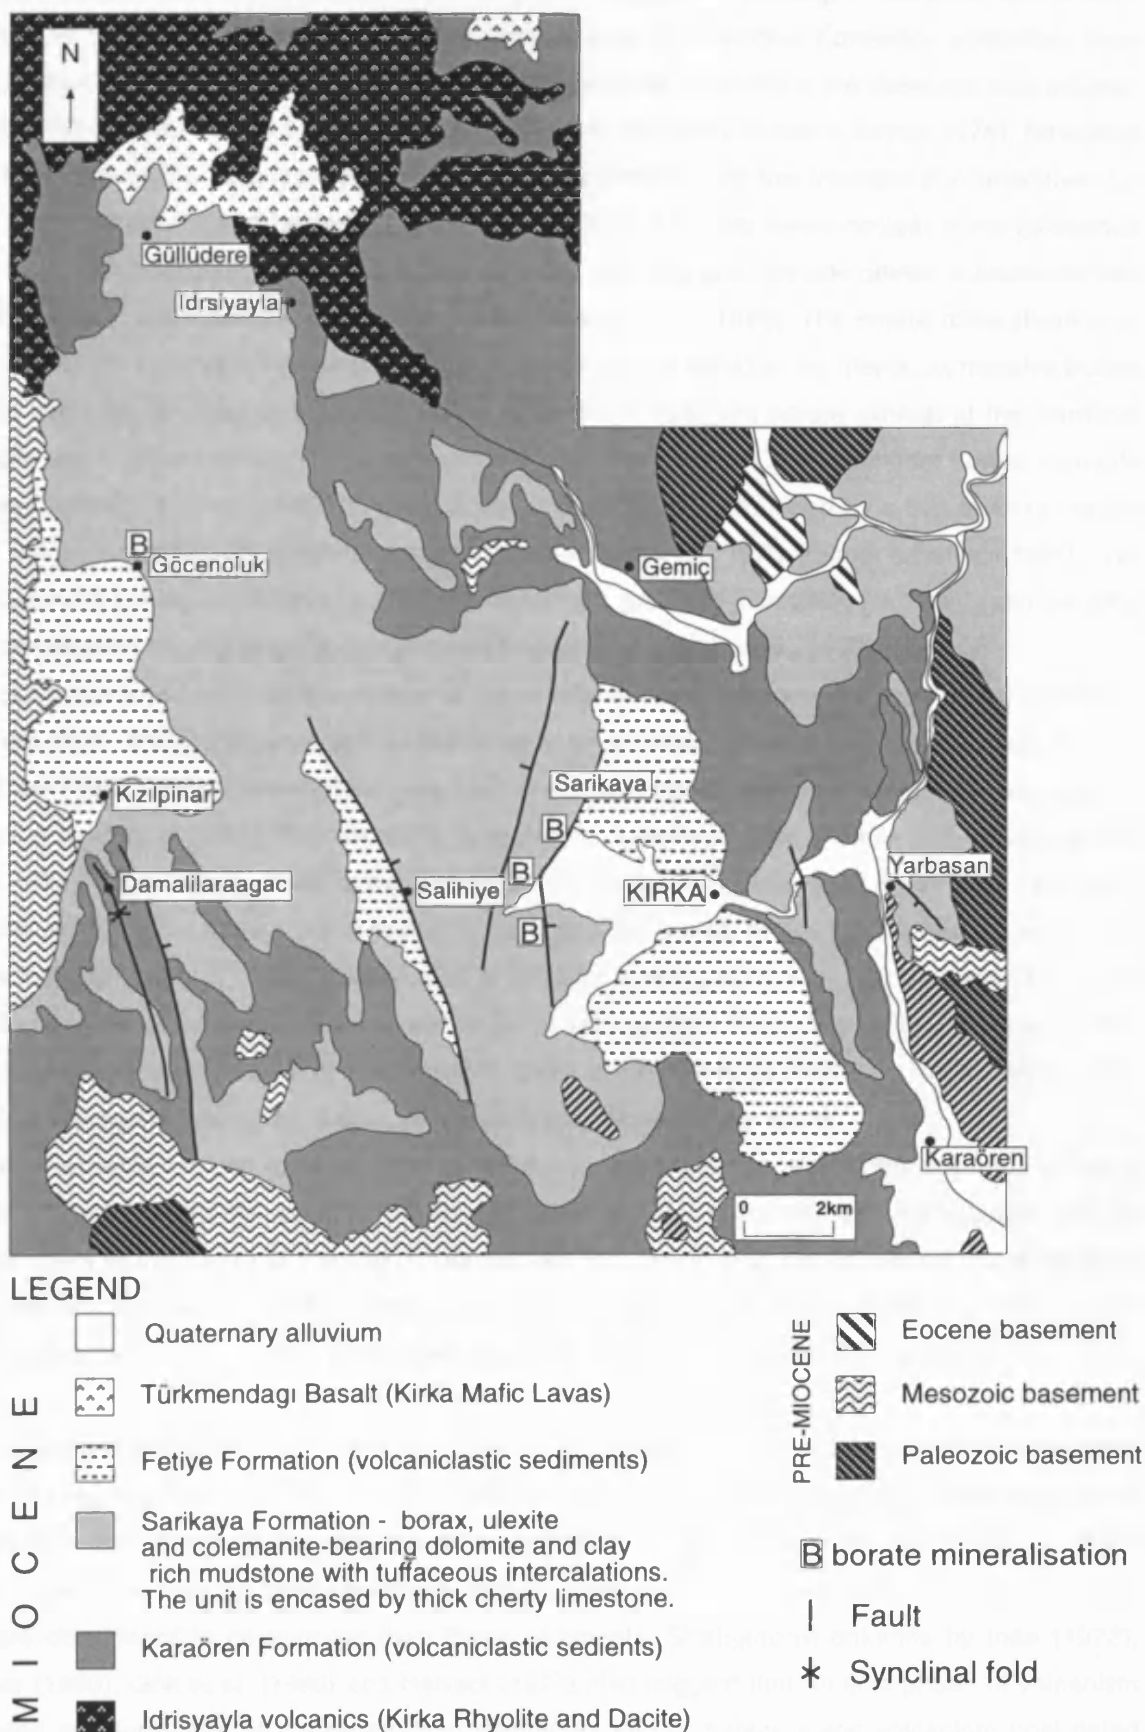 N
Güllüdere
Idrsiyayla
B
Göcenoluk
Gemiç
Sarikaya
Kızılpinar
B
Damalilaraagac
Salihiye
B
KIRKA
Yarbasan
B
Karaören
0 2km
LEGEND
MIOCENE
Quaternary alluvium
Türkmendagı Basalt (Kirka Mafic Lavas)
Fetiye Formation (volcaniclastic sediments)
Sarikaya Formation - borax, ulexite
and colemanite-bearing dolomite and clay
rich mudstone with tuffaceous intercalations.
The unit is encased by thick cherty limestone.
Karaören Formation (volcaniclastic sedients)
Idrisyayla volcanics (Kirka Rhyolite and Dacite)
PRE-MIOCENE
Eocene basement
Mesozoic basement
Paleozoic basement
B borate mineralisation
Fault
Synclinal fold